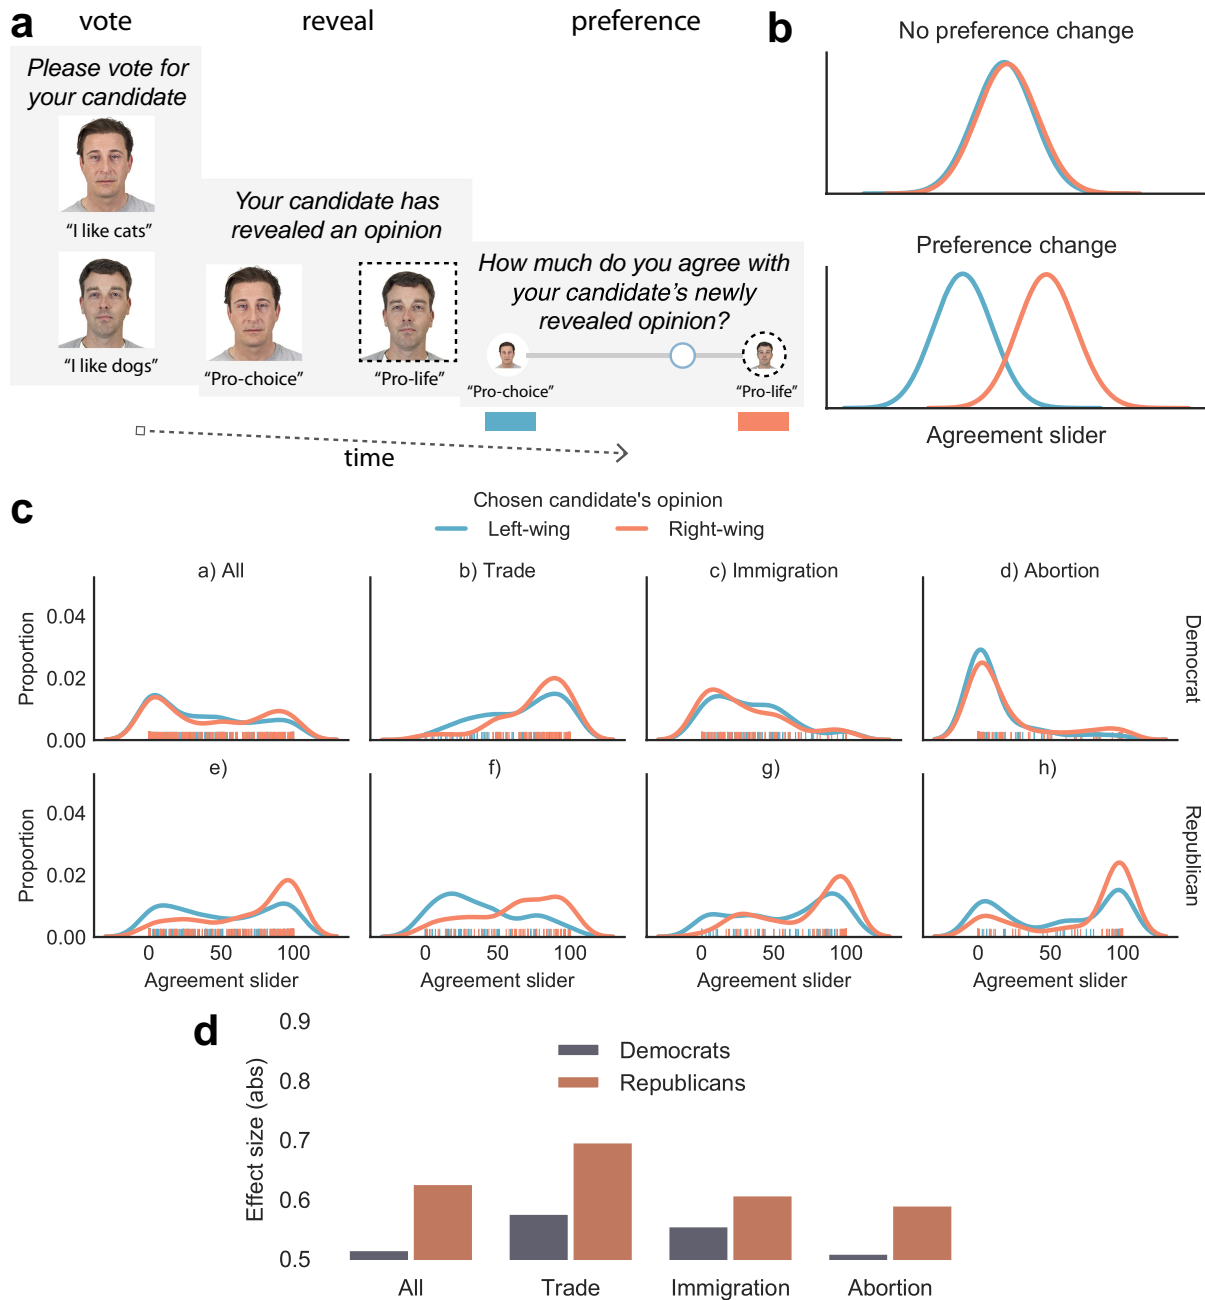 a
vote
reveal
preference
Please vote for
your candidate
“I like cats”
“I like dogs”
Your candidate has
revealed an opinion
“Pro-choice”
“Pro-life”
How much do you agree with
your candidate’s newly
revealed opinion?
“Pro-choice”
“Pro-life”
time
b
No preference change
Preference change
Agreement slider
c
Chosen candidate's opinion
Left-wing
Right-wing
a) All
b) Trade
c) Immigration
d) Abortion
Proportion
0.04
0.02
0.00
Democrat
e)
f)
g)
h)
Proportion
0.04
0.02
0.00
Republican
0 50 100
0 50 100
0 50 100
0 50 100
Agreement slider
Agreement slider
Agreement slider
Agreement slider
d
Effect size (abs)
0.9
0.8
0.7
0.6
0.5
Democrats
Republicans
All
Trade
Immigration
Abortion